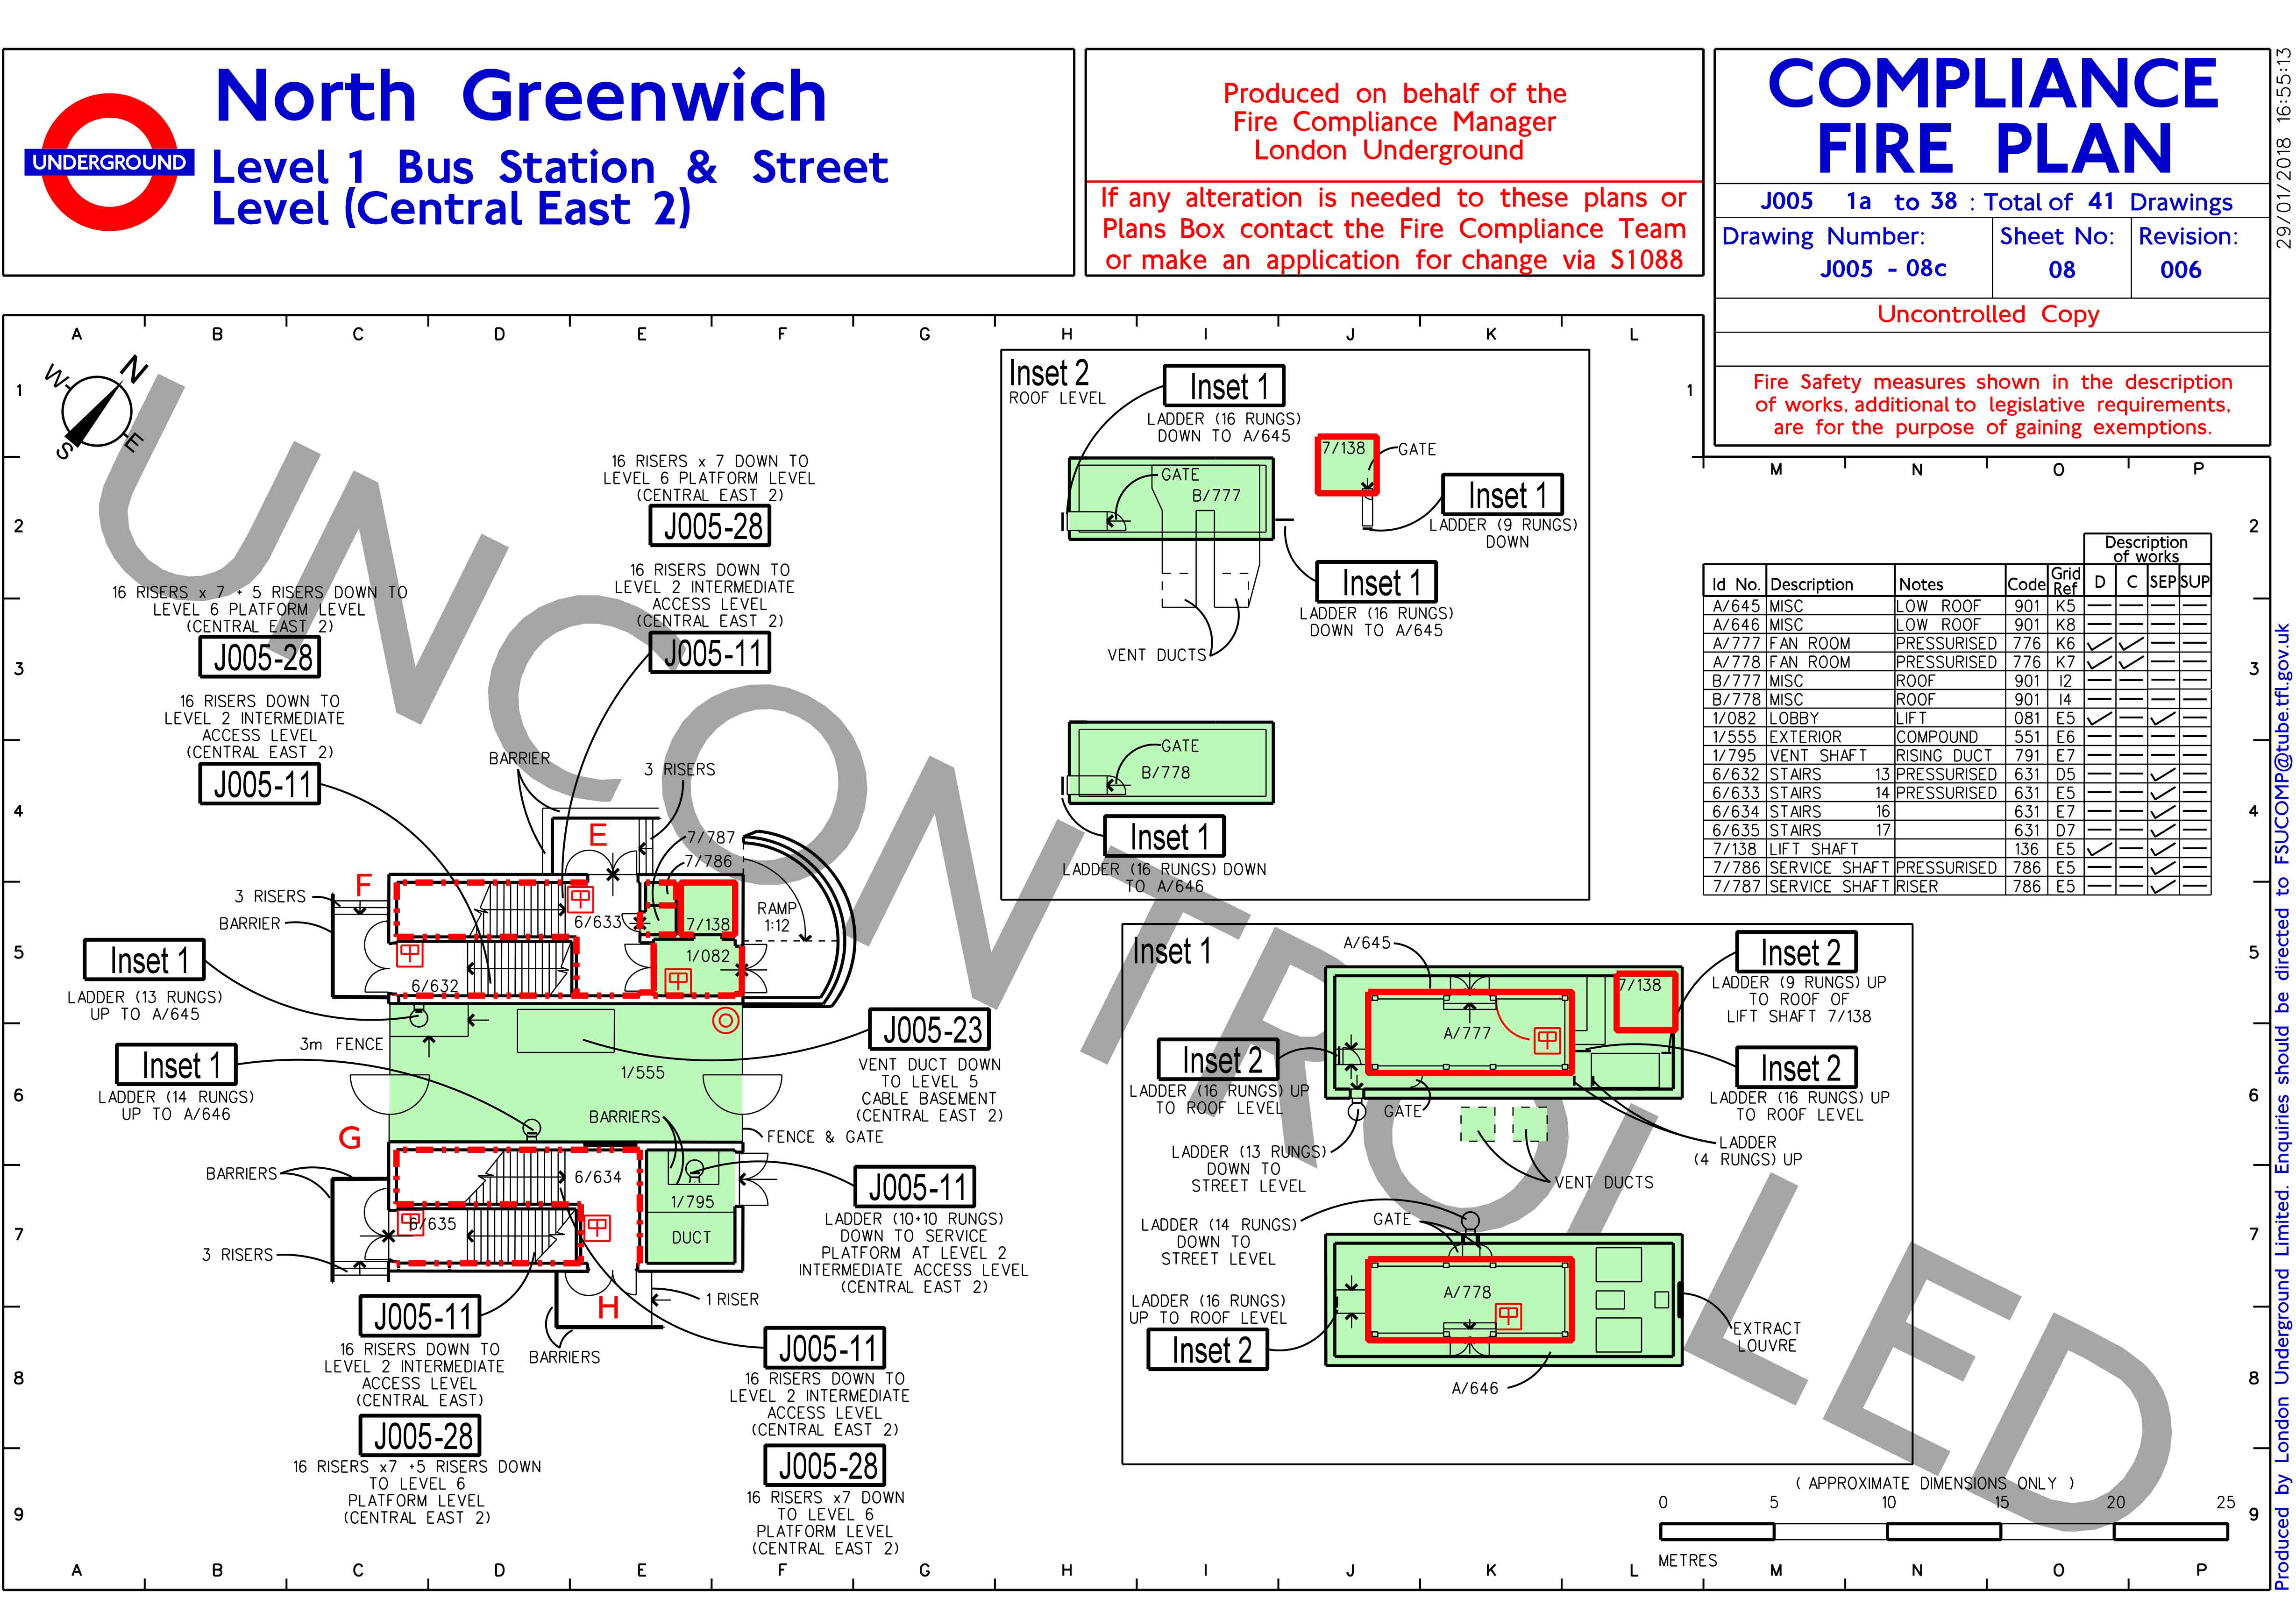 UNDERGROUND
North Greenwich
Level 1 Bus Station & Street
Level (Central East 2)
Produced on behalf of the
Fire Compliance Manager
London Underground
If any alteration is needed to these plans or
Plans Box contact the Fire Compliance Team
or make an application for change via S1088
COMPLIANCE
FIRE PLAN
J005 1a to 38 : Total of 41 Drawings
Drawing Number: Sheet No: Revision:
J005 - 08c 08 006
Uncontrolled Copy
Fire Safety measures shown in the description
of works, additional to legislative requirements,
are for the purpose of gaining exemptions.
29/01/2018 16:55:13
Produced by London Underground Limited. Enquiries should be directed to FSUCOMP@tube.tfl.gov.uk
A B C D E F G H I J K L
M N O P
1 1
2 2
3 3
4 4
5 5
6 6
7 7
8 8
9 9
A B C D E F G H I J K L M N O P
UNCONTROLLED
N
W
E
S
16 RISERS x 7 DOWN TO
LEVEL 6 PLATFORM LEVEL
(CENTRAL EAST 2)
J005-28
16 RISERS DOWN TO
LEVEL 2 INTERMEDIATE
ACCESS LEVEL
(CENTRAL EAST 2)
J005-11
16 RISERS x 7 + 5 RISERS DOWN TO
LEVEL 6 PLATFORM LEVEL
(CENTRAL EAST 2)
J005-28
16 RISERS DOWN TO
LEVEL 2 INTERMEDIATE
ACCESS LEVEL
(CENTRAL EAST 2)
J005-11
BARRIER
3 RISERS
E
7/787
7/786
F
3 RISERS
BARRIER
6/633
7/138
RAMP
1:12
1/082
6/632
Inset 1
LADDER (13 RUNGS)
UP TO A/645
3m FENCE
Inset 1
LADDER (14 RUNGS)
UP TO A/646
J005-23
VENT DUCT DOWN
TO LEVEL 5
CABLE BASEMENT
(CENTRAL EAST 2)
1/555
BARRIERS
FENCE & GATE
G
BARRIERS
6/634
1/795
DUCT
6/635
3 RISERS
J005-11
LADDER (10+10 RUNGS)
DOWN TO SERVICE
PLATFORM AT LEVEL 2
INTERMEDIATE ACCESS LEVEL
(CENTRAL EAST 2)
H
1 RISER
BARRIERS
J005-11
16 RISERS DOWN TO
LEVEL 2 INTERMEDIATE
ACCESS LEVEL
(CENTRAL EAST)
J005-28
16 RISERS x7 +5 RISERS DOWN
TO LEVEL 6
PLATFORM LEVEL
(CENTRAL EAST 2)
J005-11
16 RISERS DOWN TO
LEVEL 2 INTERMEDIATE
ACCESS LEVEL
(CENTRAL EAST 2)
J005-28
16 RISERS x7 DOWN
TO LEVEL 6
PLATFORM LEVEL
(CENTRAL EAST 2)
Inset 2
ROOF LEVEL
Inset 1
LADDER (16 RUNGS)
DOWN TO A/645
7/138
GATE
GATE
B/777
Inset 1
LADDER (9 RUNGS)
DOWN
Inset 1
LADDER (16 RUNGS)
DOWN TO A/645
VENT DUCTS
GATE
B/778
Inset 1
LADDER (16 RUNGS) DOWN
TO A/646
Description
of works
Id No. Description Notes Code Grid Ref D C SEP SUP
A/645 MISC LOW ROOF 901 K5 — — — —
A/646 MISC LOW ROOF 901 K8 — — — —
A/777 FAN ROOM PRESSURISED 776 K6 ✓ ✓ — —
A/778 FAN ROOM PRESSURISED 776 K7 ✓ ✓ — —
B/777 MISC ROOF 901 I2 — — — —
B/778 MISC ROOF 901 I4 — — — —
1/082 LOBBY LIFT 081 E5 ✓ — ✓ —
1/555 EXTERIOR COMPOUND 551 E6 — — — —
1/795 VENT SHAFT RISING DUCT 791 E7 — — — —
6/632 STAIRS 13 PRESSURISED 631 D5 — — ✓ —
6/633 STAIRS 14 PRESSURISED 631 E5 — — ✓ —
6/634 STAIRS 16 631 E7 — — ✓ —
6/635 STAIRS 17 631 D7 — — ✓ —
7/138 LIFT SHAFT 136 E5 ✓ — ✓ —
7/786 SERVICE SHAFT PRESSURISED 786 E5 — — ✓ —
7/787 SERVICE SHAFT RISER 786 E5 — — ✓ —
Inset 1
A/645
7/138
A/777
Inset 2
LADDER (9 RUNGS) UP
TO ROOF OF
LIFT SHAFT 7/138
Inset 2
LADDER (16 RUNGS) UP
TO ROOF LEVEL
Inset 2
LADDER (16 RUNGS) UP
TO ROOF LEVEL
GATE
LADDER (13 RUNGS)
DOWN TO
STREET LEVEL
LADDER
(4 RUNGS) UP
VENT DUCTS
LADDER (14 RUNGS)
DOWN TO
STREET LEVEL
GATE
A/778
LADDER (16 RUNGS)
UP TO ROOF LEVEL
Inset 2
EXTRACT
LOUVRE
A/646
( APPROXIMATE DIMENSIONS ONLY )
0 5 10 15 20 25
METRES